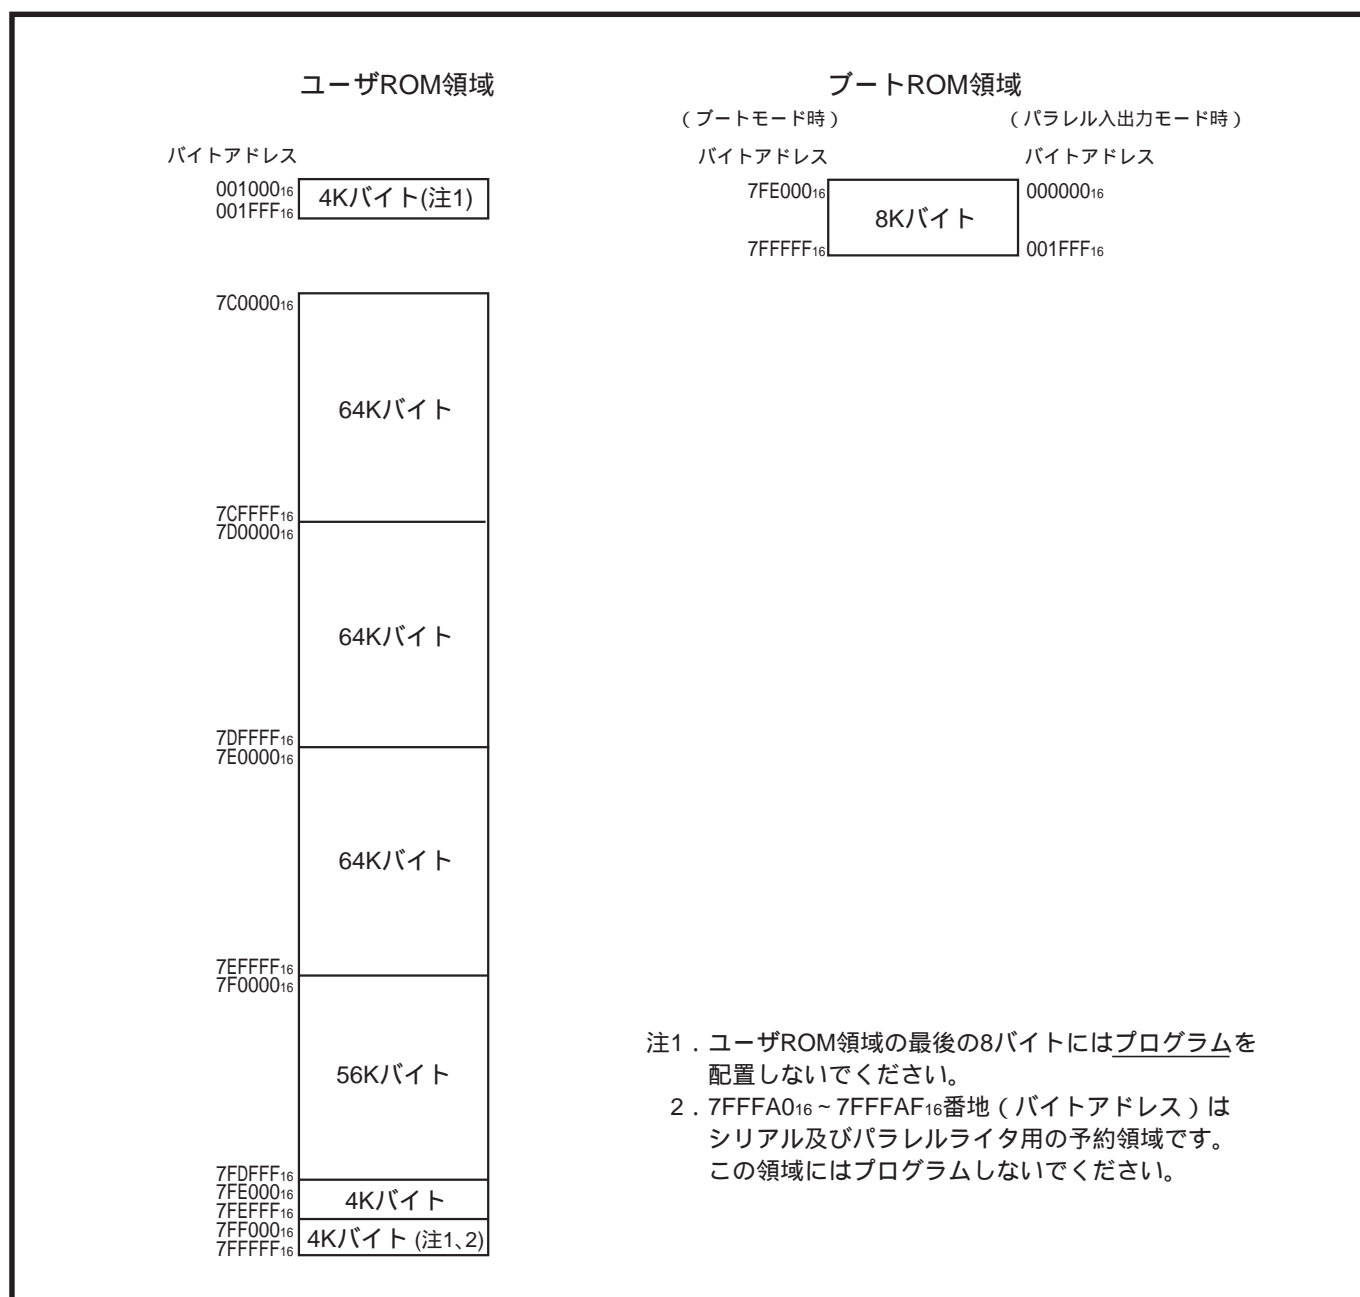 ユーザROM領域
バイトアドレス
001000₁₆
001FFF₁₆
4Kバイト(注1)
7C0000₁₆
64Kバイト
7CFFFF₁₆
7D0000₁₆
64Kバイト
7DFFFF₁₆
7E0000₁₆
64Kバイト
7EFFFF₁₆
7F0000₁₆
56Kバイト
7FDFFF₁₆
7FE000₁₆
4Kバイト
7FEFFF₁₆
7FF000₁₆
4Kバイト (注1、2)
7FFFFF₁₆
ブートROM領域
(ブートモード時)
(パラレル入出力モード時)
バイトアドレス
バイトアドレス
7FE000₁₆
000000₁₆
8Kバイト
7FFFFF₁₆
001FFF₁₆
注1.ユーザROM領域の最後の8バイトにはプログラムを
配置しないでください。
2.7FFFA0₁₆~7FFFAF₁₆番地(バイトアドレス)は
シリアル及びパラレルライタ用の予約領域です。
この領域にはプログラムしないでください。